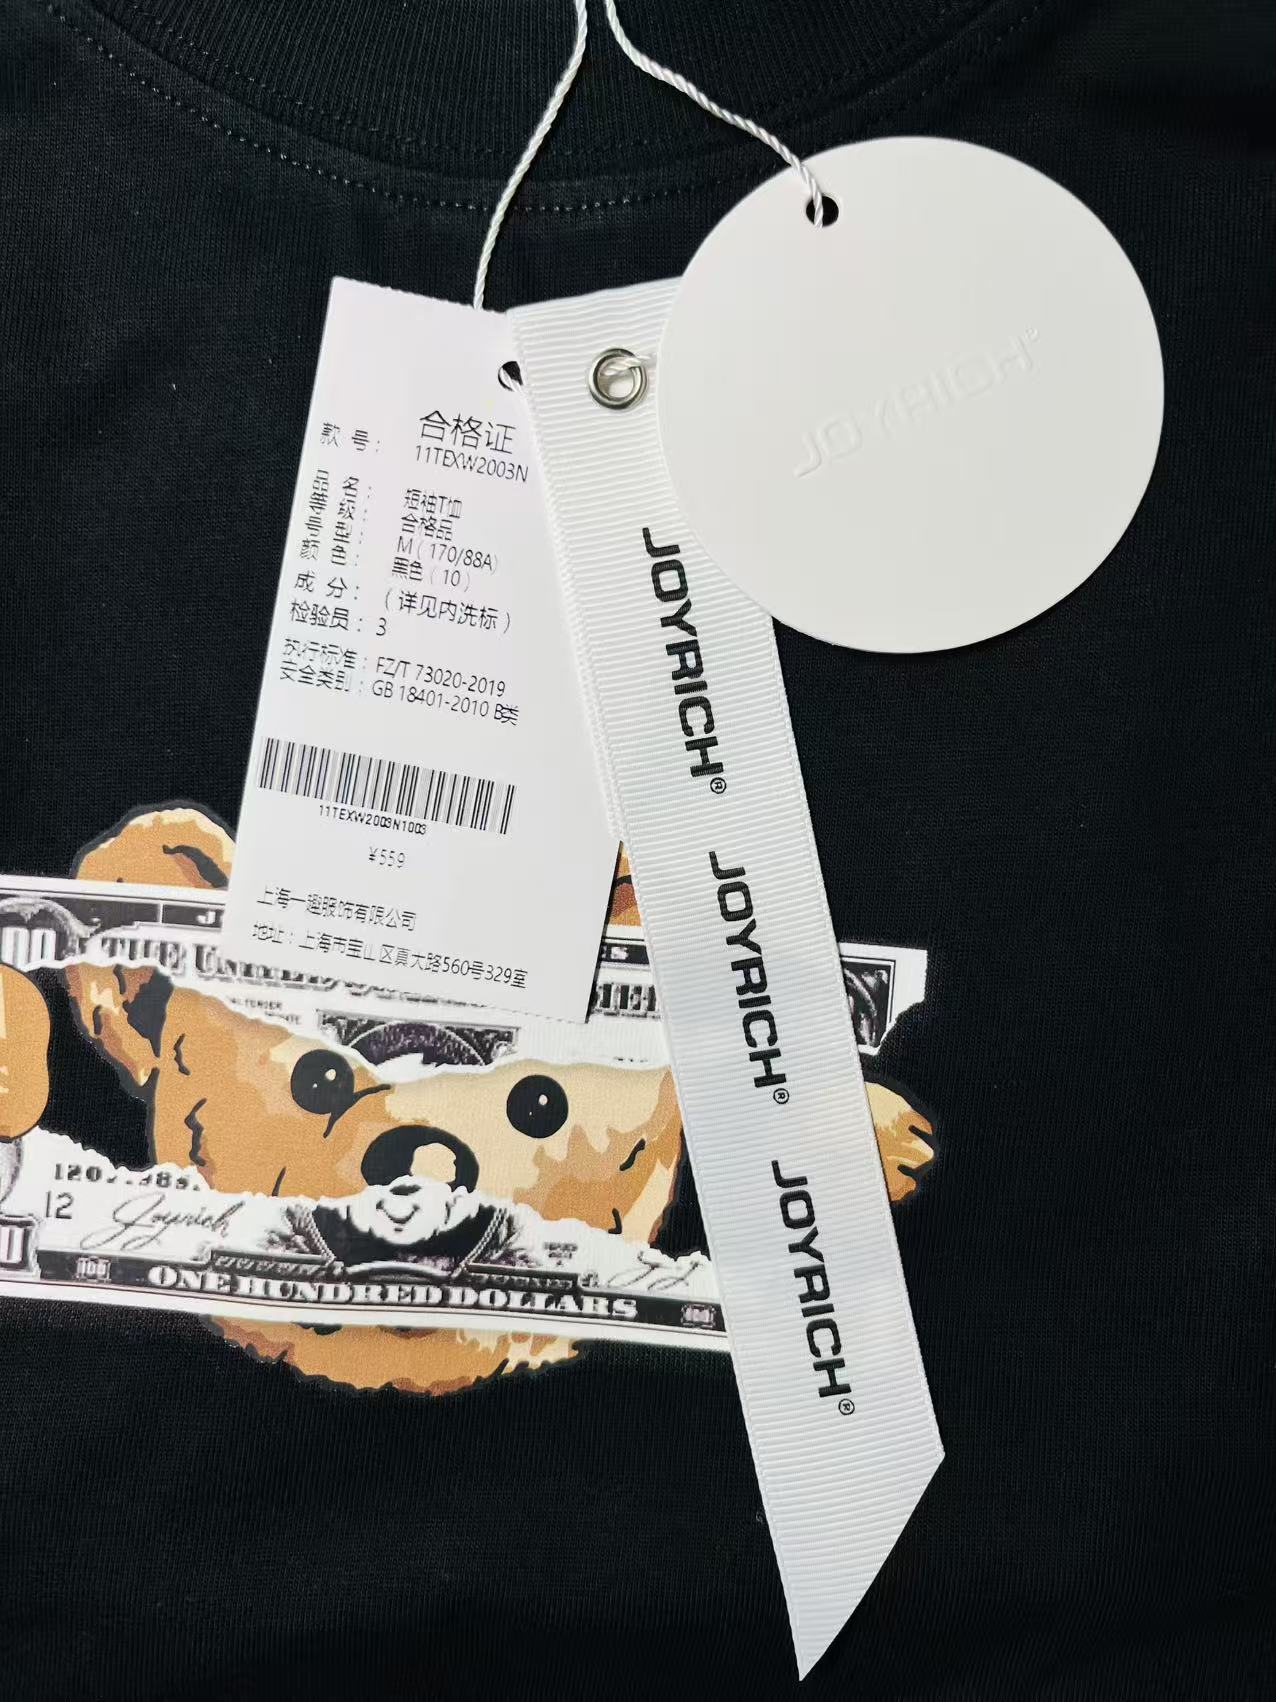 合格证
款 号： 11TEXW2003N
品 名： 短袖T恤
等 级： 合格品
号 型： M（170/88A）
颜 色： 黑色（10）
成 分： （详见内洗标）
检验员：3
执行标准：FZ/T 73020-2019
安全类别：GB 18401-2010 B类
11TEXW2003N1003
¥559
上海一趣服饰有限公司
地址：上海市宝山区真大路560号329室
JOYRICH®
JOYRICH®
JOYRICH®
JOYRICH®
THE UNITED
12
Joyrich
100
ONE HUNDRED DOLLARS
100